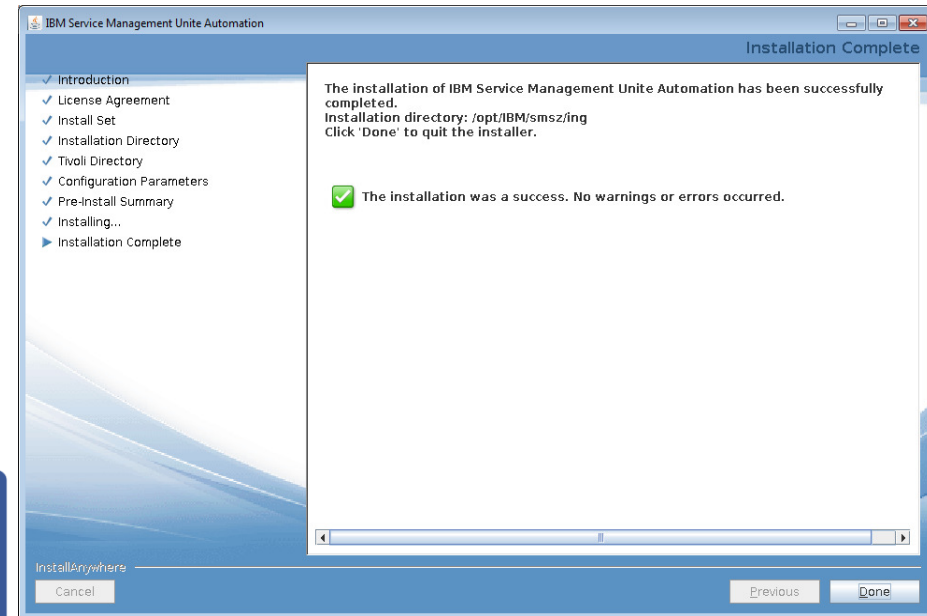 IBM Service Management Unite Automation
Installation Complete
Introduction
License Agreement
Install Set
Installation Directory
Tivoli Directory
Configuration Parameters
Pre-Install Summary
Installing...
Installation Complete
The installation of IBM Service Management Unite Automation has been successfully
completed.
Installation directory: /opt/IBM/smsz/ing
Click 'Done' to quit the installer.
The installation was a success. No warnings or errors occurred.
InstallAnywhere
Cancel
Previous
Done